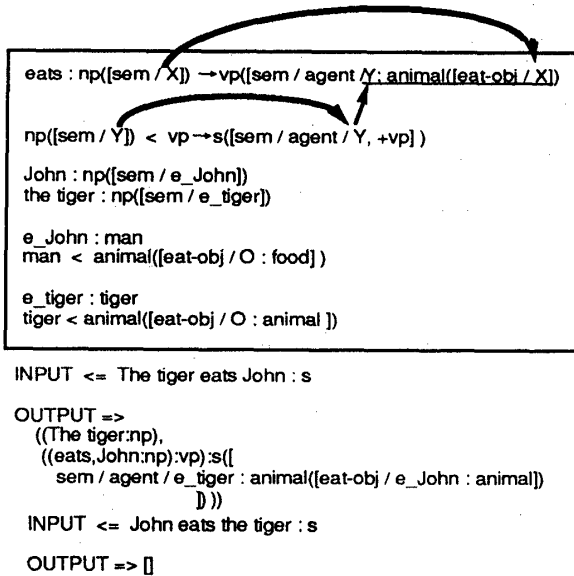 eats : np([sem / X]) →vp([sem / agent /Y: animal([eat-obj / X])
np([sem / Y]) < vp→s([sem / agent / Y, +vp] )
John : np([sem / e_John])
the tiger : np([sem / e_tiger])
e_John : man
man < animal([eat-obj / O : food] )
e_tiger : tiger
tiger < animal([eat-obj / O : animal ])
INPUT <= The tiger eats John : s
OUTPUT =>
((The tiger:np),
((eats,John:np):vp):s([
sem / agent / e_tiger : animal([eat-obj / e_John : animal])
]) ))
INPUT <= John eats the tiger : s
OUTPUT => []